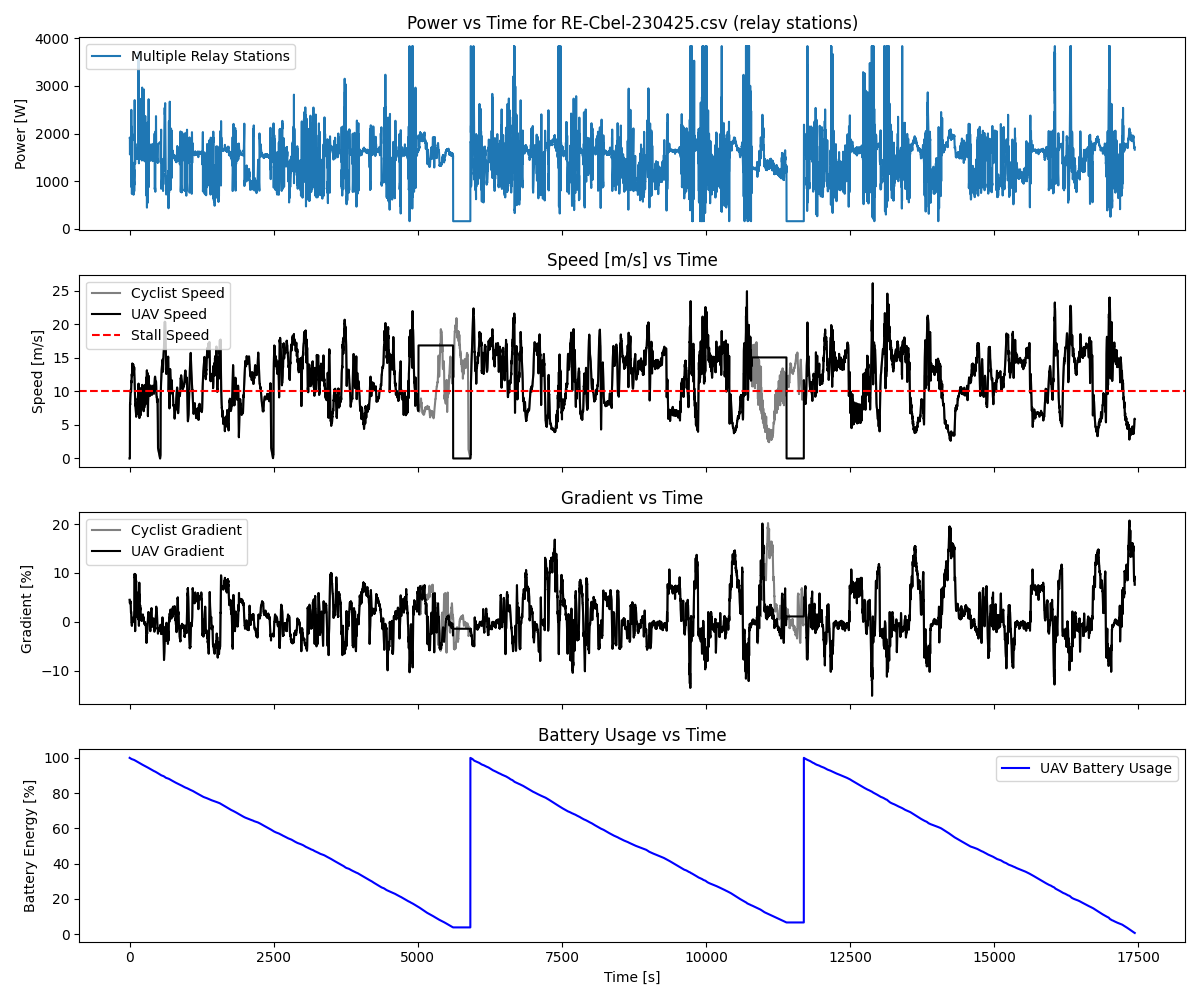 Power vs Time for RE-Cbel-230425.csv (relay stations)
Multiple Relay Stations
Power [W]
4000
3000
2000
1000
0
Speed [m/s] vs Time
Cyclist Speed
UAV Speed
Stall Speed
Speed [m/s]
25
20
15
10
5
0
Gradient vs Time
Cyclist Gradient
UAV Gradient
Gradient [%]
20
10
0
−10
Battery Usage vs Time
UAV Battery Usage
Battery Energy [%]
100
80
60
40
20
0
0 2500 5000 7500 10000 12500 15000 17500
Time [s]